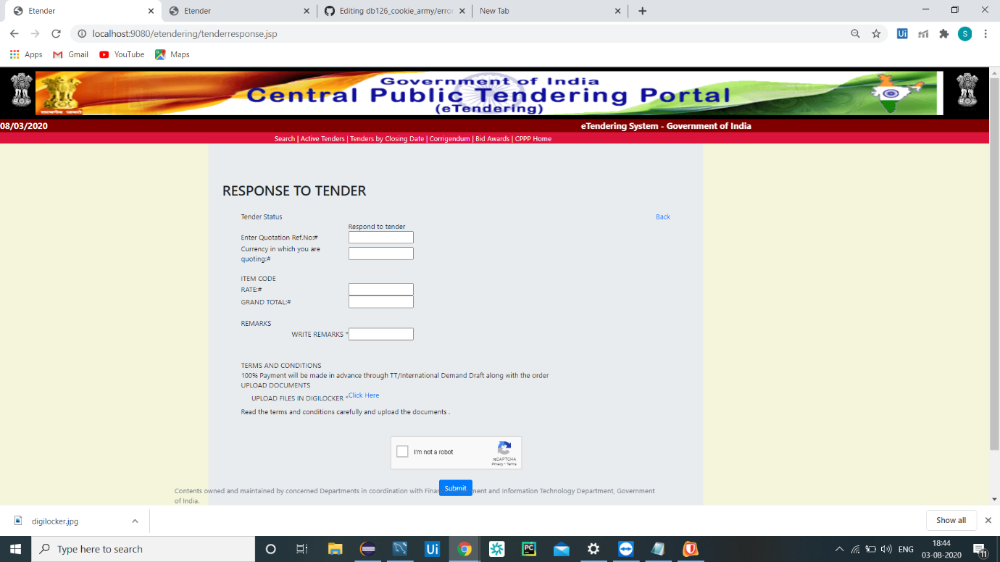 Etender
Etender
Editing db126_cookie_army/error
New Tab
localhost:9080/etendering/tenderresponse.jsp
Ui
S
Apps
Gmail
YouTube
Maps
Government of India
Central Public Tendering Portal
(eTendering)
सत्यमेव जयते
08/03/2020
eTendering System - Government of India
Search | Active Tenders | Tenders by Closing Date | Corrigendum | Bid Awards | CPPP Home
RESPONSE TO TENDER
Tender Status
Back
Respond to tender
Enter Quotation Ref.No:#
Currency in which you are
quoting:#
ITEM CODE
RATE:#
GRAND TOTAL:#
REMARKS
WRITE REMARKS *
TERMS AND CONDITIONS
100% Payment will be made in advance through TT/International Demand Draft along with the order
UPLOAD DOCUMENTS
UPLOAD FILES IN DIGILOCKER *Click Here
Read the terms and conditions carefully and upload the documents .
I'm not a robot
reCAPTCHA
Privacy - Terms
Submit
Contents owned and maintained by concerned Departments in coordination with and Information Technology Department, Government
of India.
digilocker.jpg
Show all
Type here to search
Ui
PC
ENG
18:44
03-08-2020
11